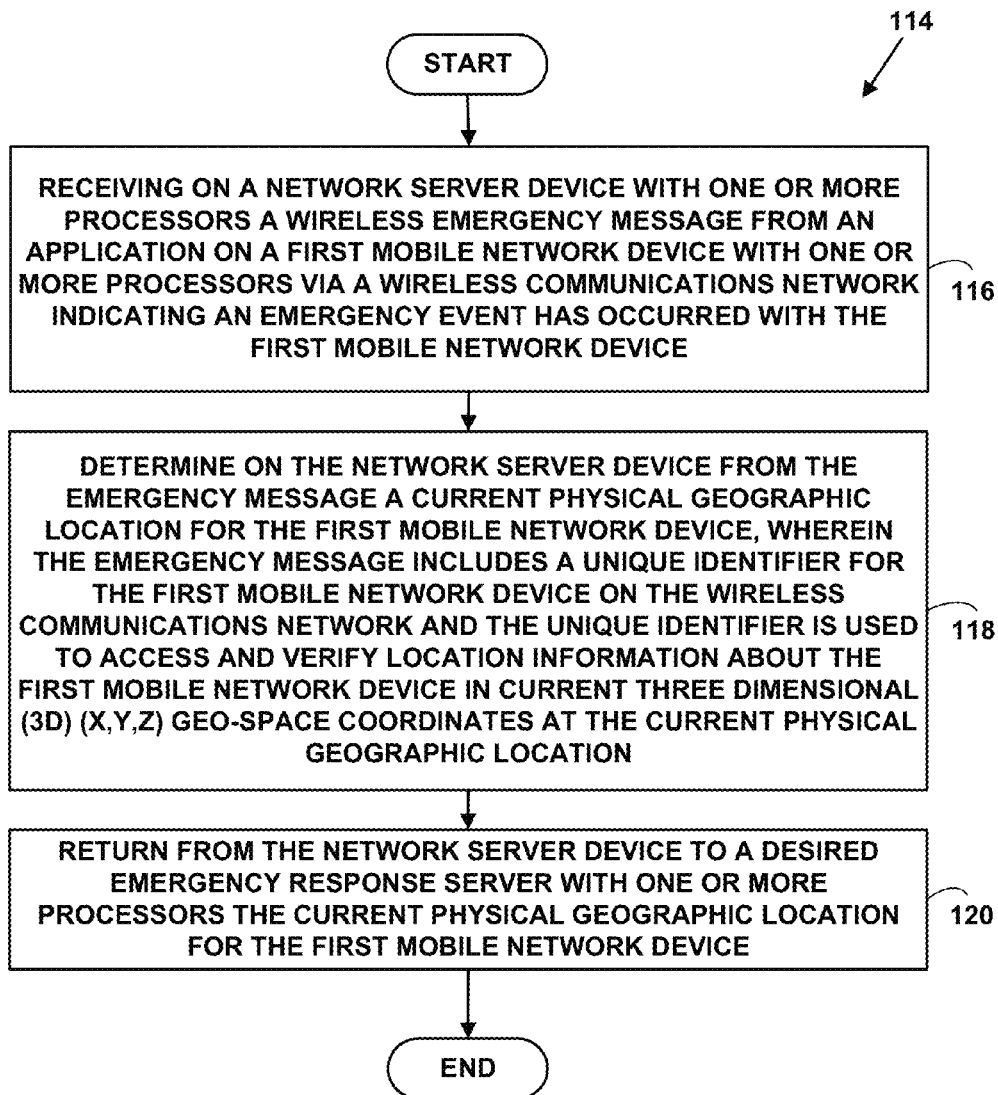 114
START
RECEIVING ON A NETWORK SERVER DEVICE WITH ONE OR MORE
PROCESSORS A WIRELESS EMERGENCY MESSAGE FROM AN
APPLICATION ON A FIRST MOBILE NETWORK DEVICE WITH ONE OR
MORE PROCESSORS VIA A WIRELESS COMMUNICATIONS NETWORK
INDICATING AN EMERGENCY EVENT HAS OCCURRED WITH THE
FIRST MOBILE NETWORK DEVICE
116
DETERMINE ON THE NETWORK SERVER DEVICE FROM THE
EMERGENCY MESSAGE A CURRENT PHYSICAL GEOGRAPHIC
LOCATION FOR THE FIRST MOBILE NETWORK DEVICE, WHEREIN
THE EMERGENCY MESSAGE INCLUDES A UNIQUE IDENTIFIER FOR
THE FIRST MOBILE NETWORK DEVICE ON THE WIRELESS
COMMUNICATIONS NETWORK AND THE UNIQUE IDENTIFIER IS USED
TO ACCESS AND VERIFY LOCATION INFORMATION ABOUT THE
FIRST MOBILE NETWORK DEVICE IN CURRENT THREE DIMENSIONAL
(3D) (X,Y,Z) GEO-SPACE COORDINATES AT THE CURRENT PHYSICAL
GEOGRAPHIC LOCATION
118
RETURN FROM THE NETWORK SERVER DEVICE TO A DESIRED
EMERGENCY RESPONSE SERVER WITH ONE OR MORE
PROCESSORS THE CURRENT PHYSICAL GEOGRAPHIC LOCATION
FOR THE FIRST MOBILE NETWORK DEVICE
120
END